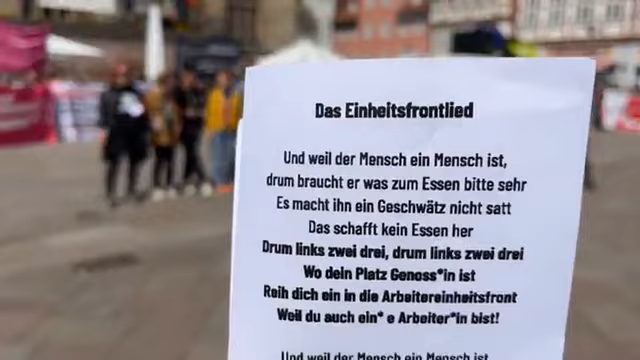 Das Einheitsfrontlied
Und weil der Mensch ein Mensch ist,
drum braucht er was zum Essen bitte sehr
Es macht ihn ein Geschwätz nicht satt
Das schafft kein Essen her
Drum links zwei drei, drum links zwei drei
Wo dein Platz Genoss*in ist
Reih dich ein in die Arbeitereinheitsfront
Weil du auch ein* e Arbeiter*in bist!
Und weil der Mensch ein Mensch ist